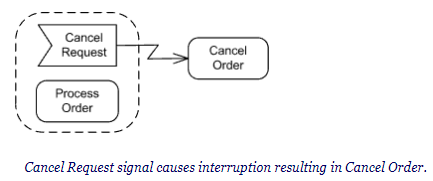 Cancel
Request
Cancel
Order
Process
Order
Cancel Request signal causes interruption resulting in Cancel Order.